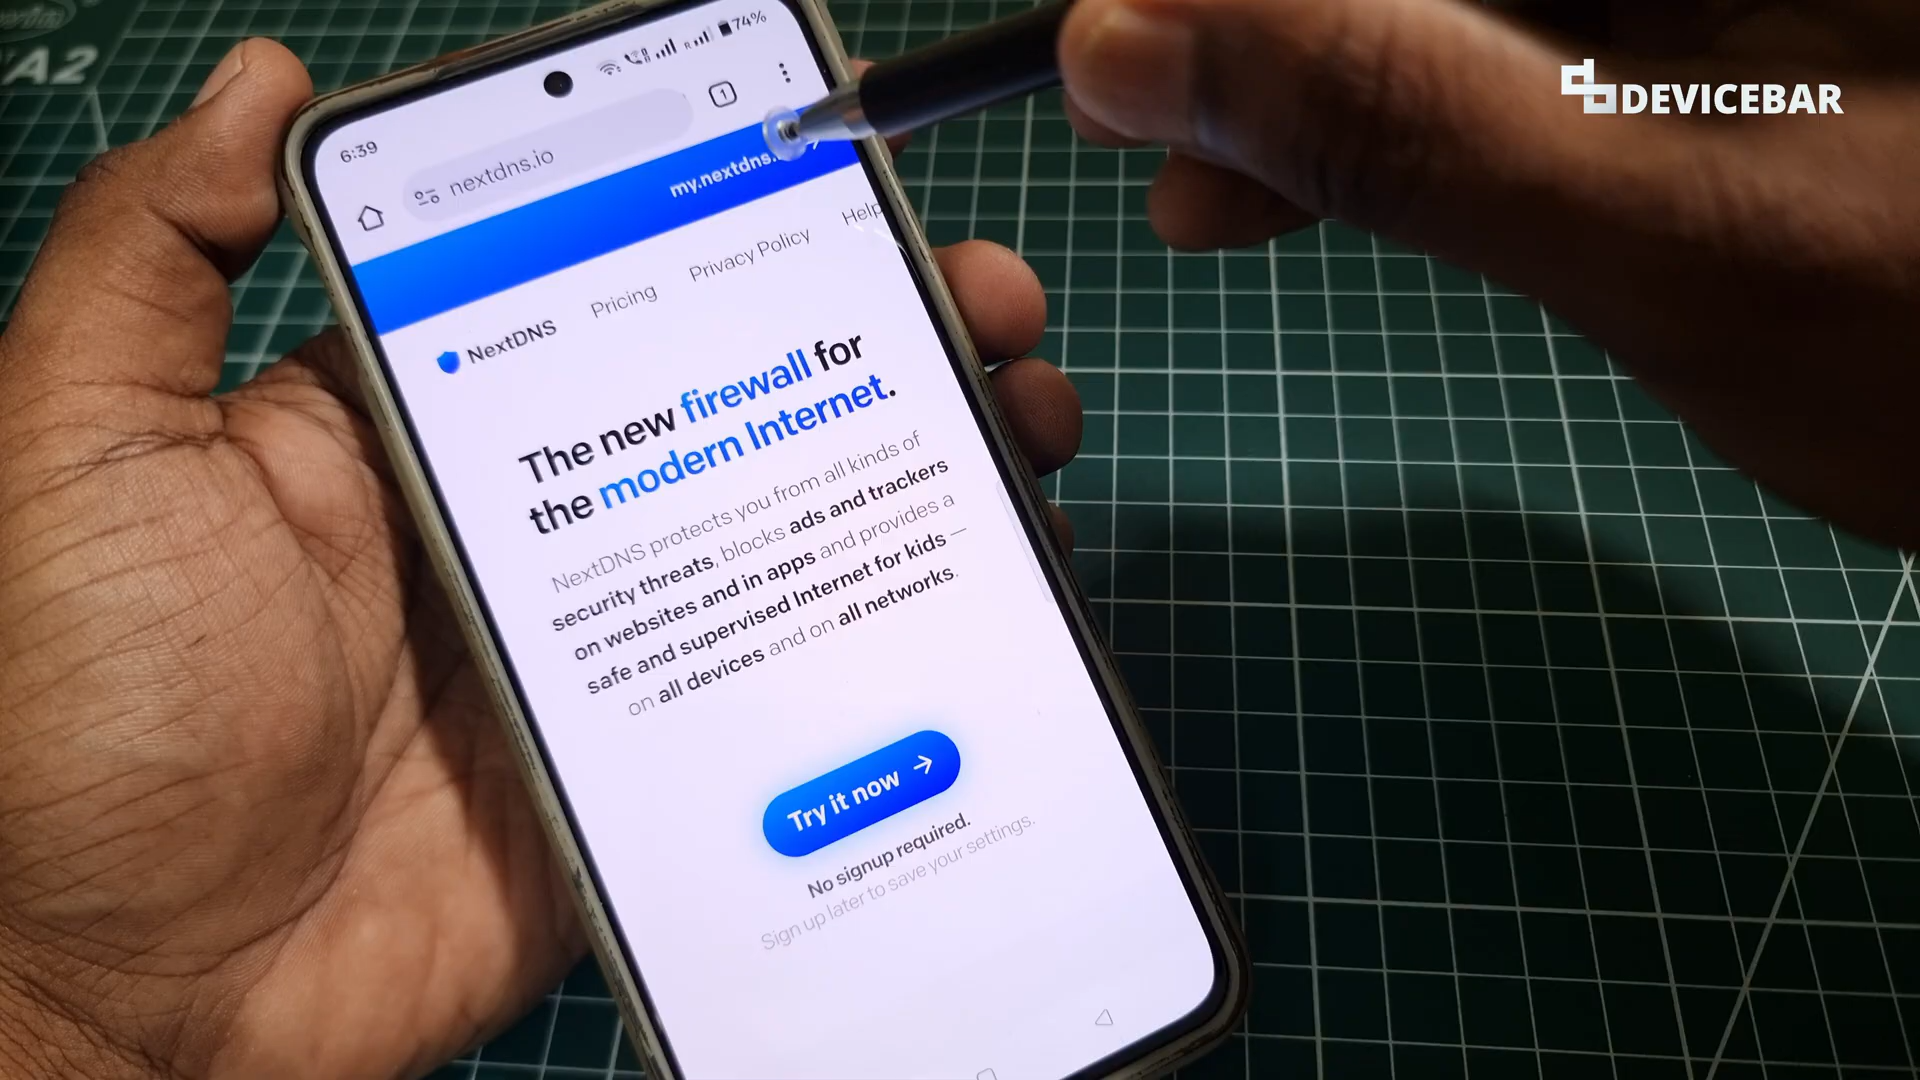 A2
DEVICEBAR
74%
6:39
1
nextdns.io
my.nextdns.
NextDNS
Pricing
Privacy Policy
Help
The new firewall for
the modern Internet.
NextDNS protects you from all kinds of
security threats, blocks ads and trackers
on websites and in apps and provides a
safe and supervised Internet for kids —
on all devices and on all networks.
Try it now →
No signup required.
Sign up later to save your settings.